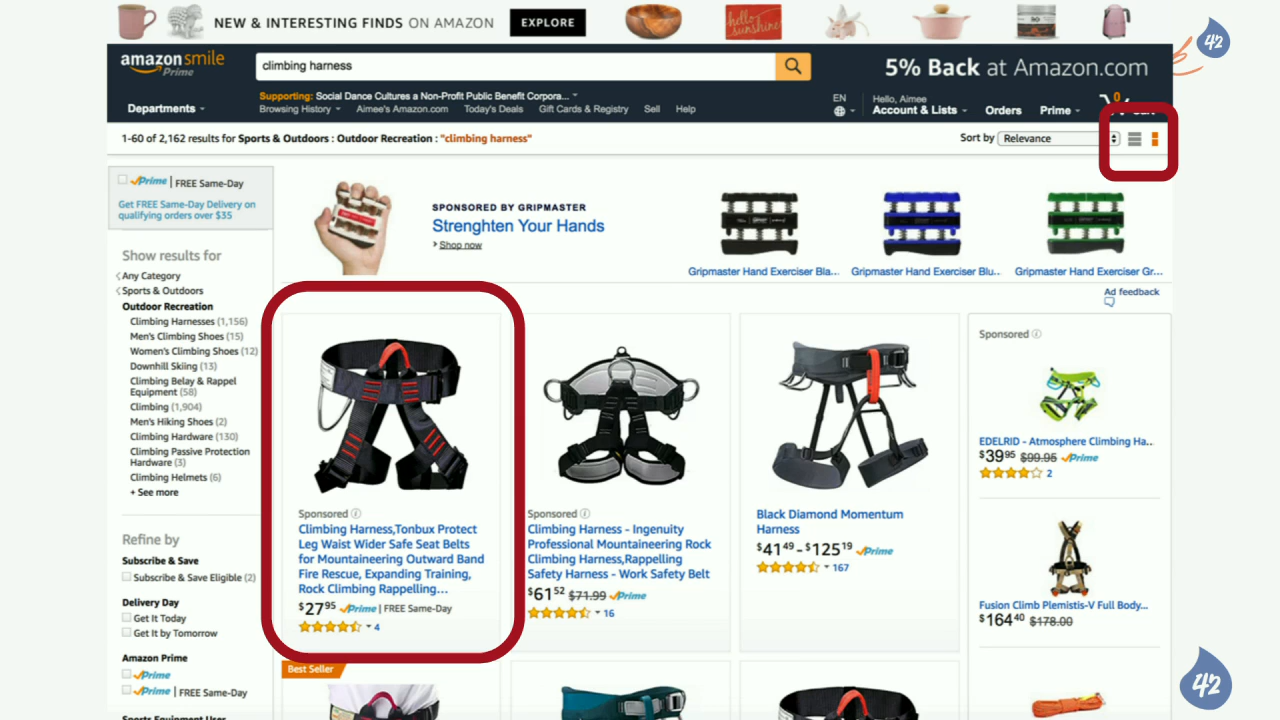 NEW & INTERESTING FINDS ON AMAZON EXPLORE
hello sunshine
42
amazonsmile
Prime
climbing harness
5% Back at Amazon.com
Departments
Supporting: Social Dance Cultures a Non-Profit Public Benefit Corpora...
Browsing History Aimee's Amazon.com Today's Deals Gift Cards & Registry Sell Help
EN
Hello, Aimee
Account & Lists Orders Prime 0
1-60 of 2,162 results for Sports & Outdoors : Outdoor Recreation : "climbing harness"
Sort by Relevance
Prime | FREE Same-Day
Get FREE Same-Day Delivery on
qualifying orders over $35
Show results for
Any Category
Sports & Outdoors
Outdoor Recreation
Climbing Harnesses (1,156)
Men's Climbing Shoes (15)
Women's Climbing Shoes (12)
Downhill Skiing (13)
Climbing Belay & Rappel
Equipment (58)
Climbing (1,904)
Men's Hiking Shoes (2)
Climbing Hardware (130)
Climbing Passive Protection
Hardware (3)
Climbing Helmets (6)
+ See more
Refine by
Subscribe & Save
Subscribe & Save Eligible (2)
Delivery Day
Get It Today
Get It by Tomorrow
Amazon Prime
Prime
Prime | FREE Same-Day
Sports Equipment User
SPONSORED BY GRIPMASTER
Strenghten Your Hands
Shop now
Gripmaster Hand Exerciser Bla...
Gripmaster Hand Exerciser Blu...
Gripmaster Hand Exerciser Gr...
Ad feedback
Sponsored
Climbing Harness,Tonbux Protect
Leg Waist Wider Safe Seat Belts
for Mountaineering Outward Band
Fire Rescue, Expanding Training,
Rock Climbing Rappelling...
$27 95 Prime | FREE Same-Day
4
Best Seller
Sponsored
Climbing Harness - Ingenuity
Professional Mountaineering Rock
Climbing Harness,Rappelling
Safety Harness - Work Safety Belt
$61 52 $71.99 Prime
16
Black Diamond Momentum
Harness
$41 49 - $125 19 Prime
167
Sponsored
EDELRID - Atmosphere Climbing Ha..
$39 95 $99.95 Prime
2
Fusion Climb Plemistis-V Full Body...
$164 40 $178.00
42